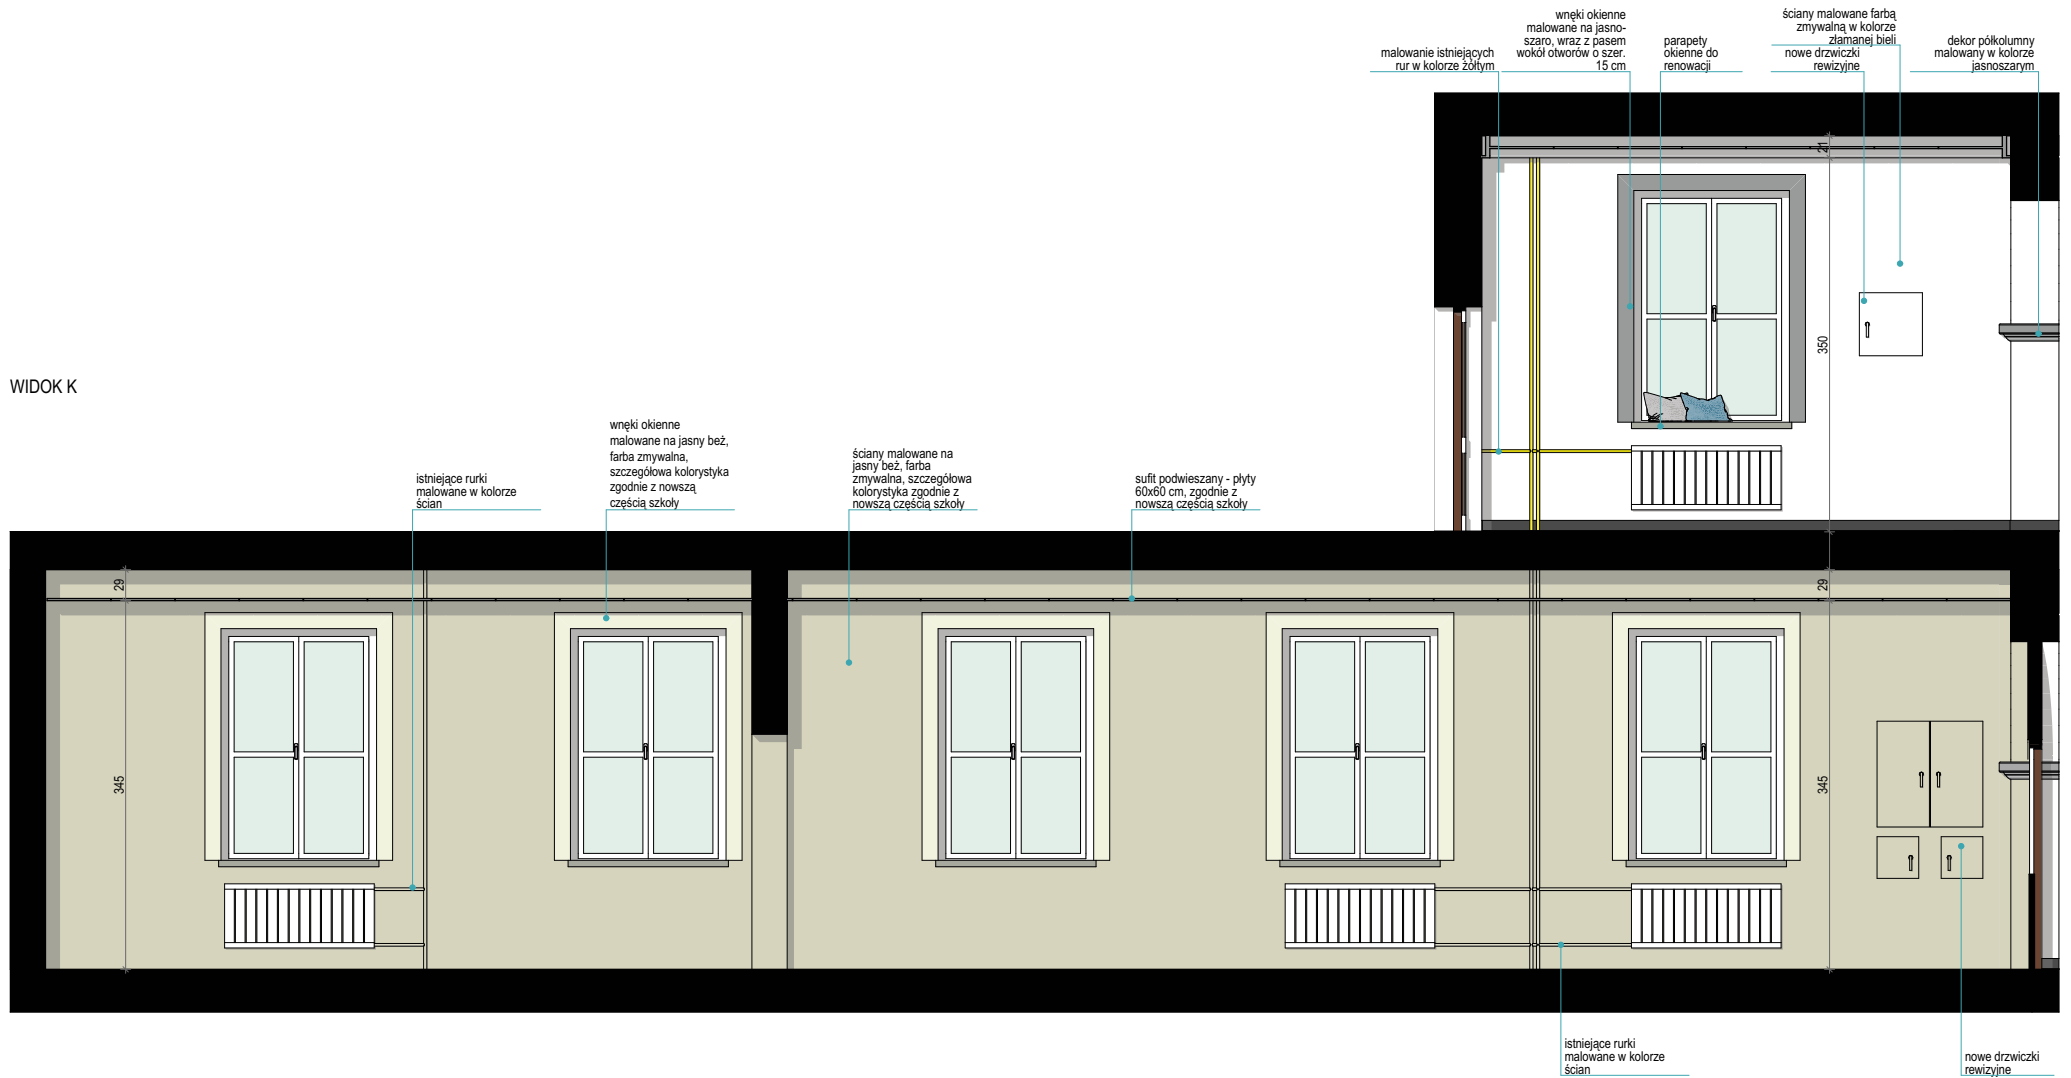 malowanie istniejących
rur w kolorze żółtym
wnęki okienne
malowane na jasno-
szaro, wraz z pasem
wokół otworów o szer.
15 cm
parapety
okienne do
renowacji
ściany malowane farbą
zmywalną w kolorze
złamanej bieli
nowe drzwiczki
rewizyjne
dekor półkolumny
malowany w kolorze
jasnoszarym
21
350
WIDOK K
istniejące rurki
malowane w kolorze
ścian
wnęki okienne
malowane na jasny beż,
farba zmywalna,
szczegółowa kolorystyka
zgodnie z nowszą
częścią szkoły
ściany malowane na
jasny beż, farba
zmywalna, szczegółowa
kolorystyka zgodnie z
nowszą częścią szkoły
sufit podwieszany - płyty
60x60 cm, zgodnie z
nowszą częścią szkoły
29
29
345
345
istniejące rurki
malowane w kolorze
ścian
nowe drzwiczki
rewizyjne